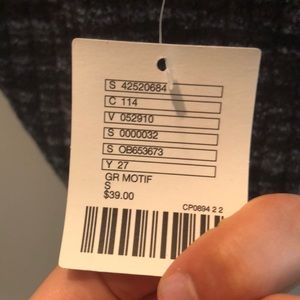 S 42520684
C 114
V 052910
S 0000032
S OB653673
Y 27
GR MOTIF
S
$39.00
CP0894 2 2